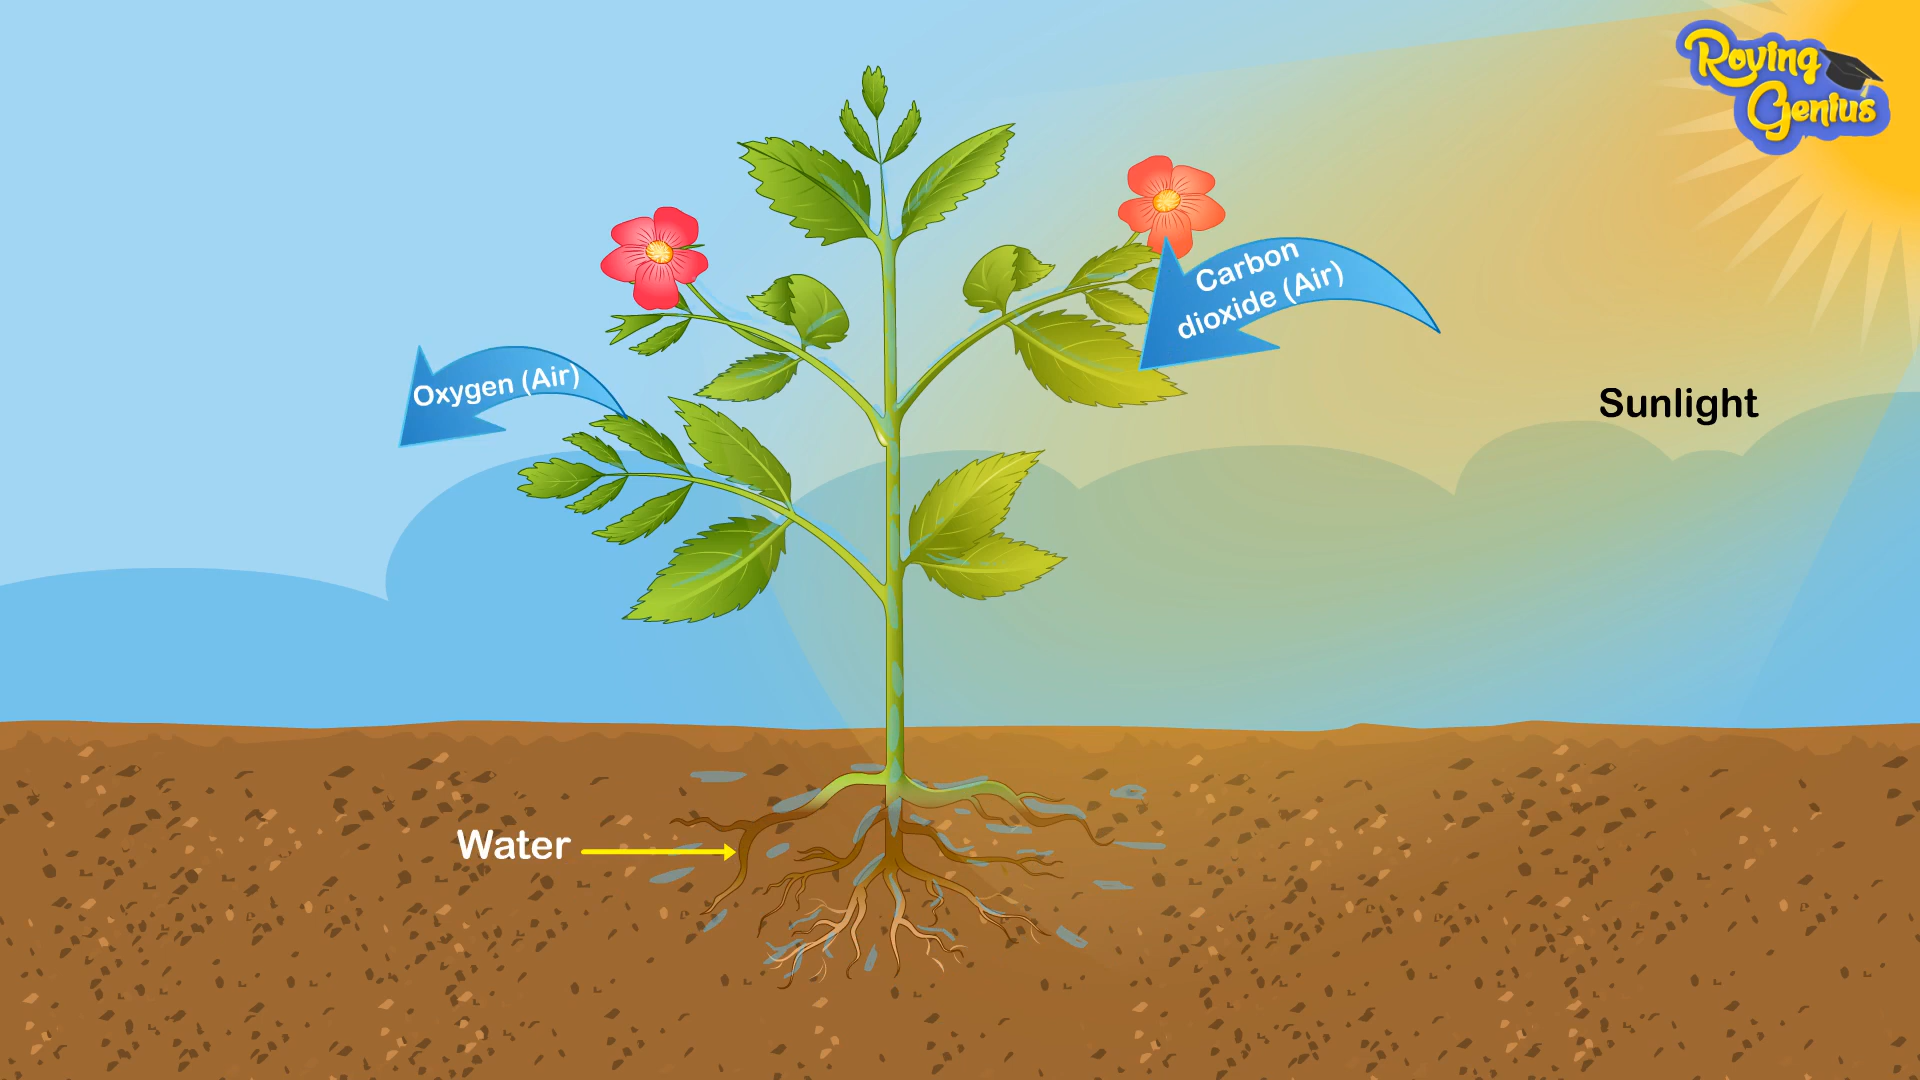 Roving
Genius
Carbon
dioxide (Air)
Oxygen (Air)
Sunlight
Water